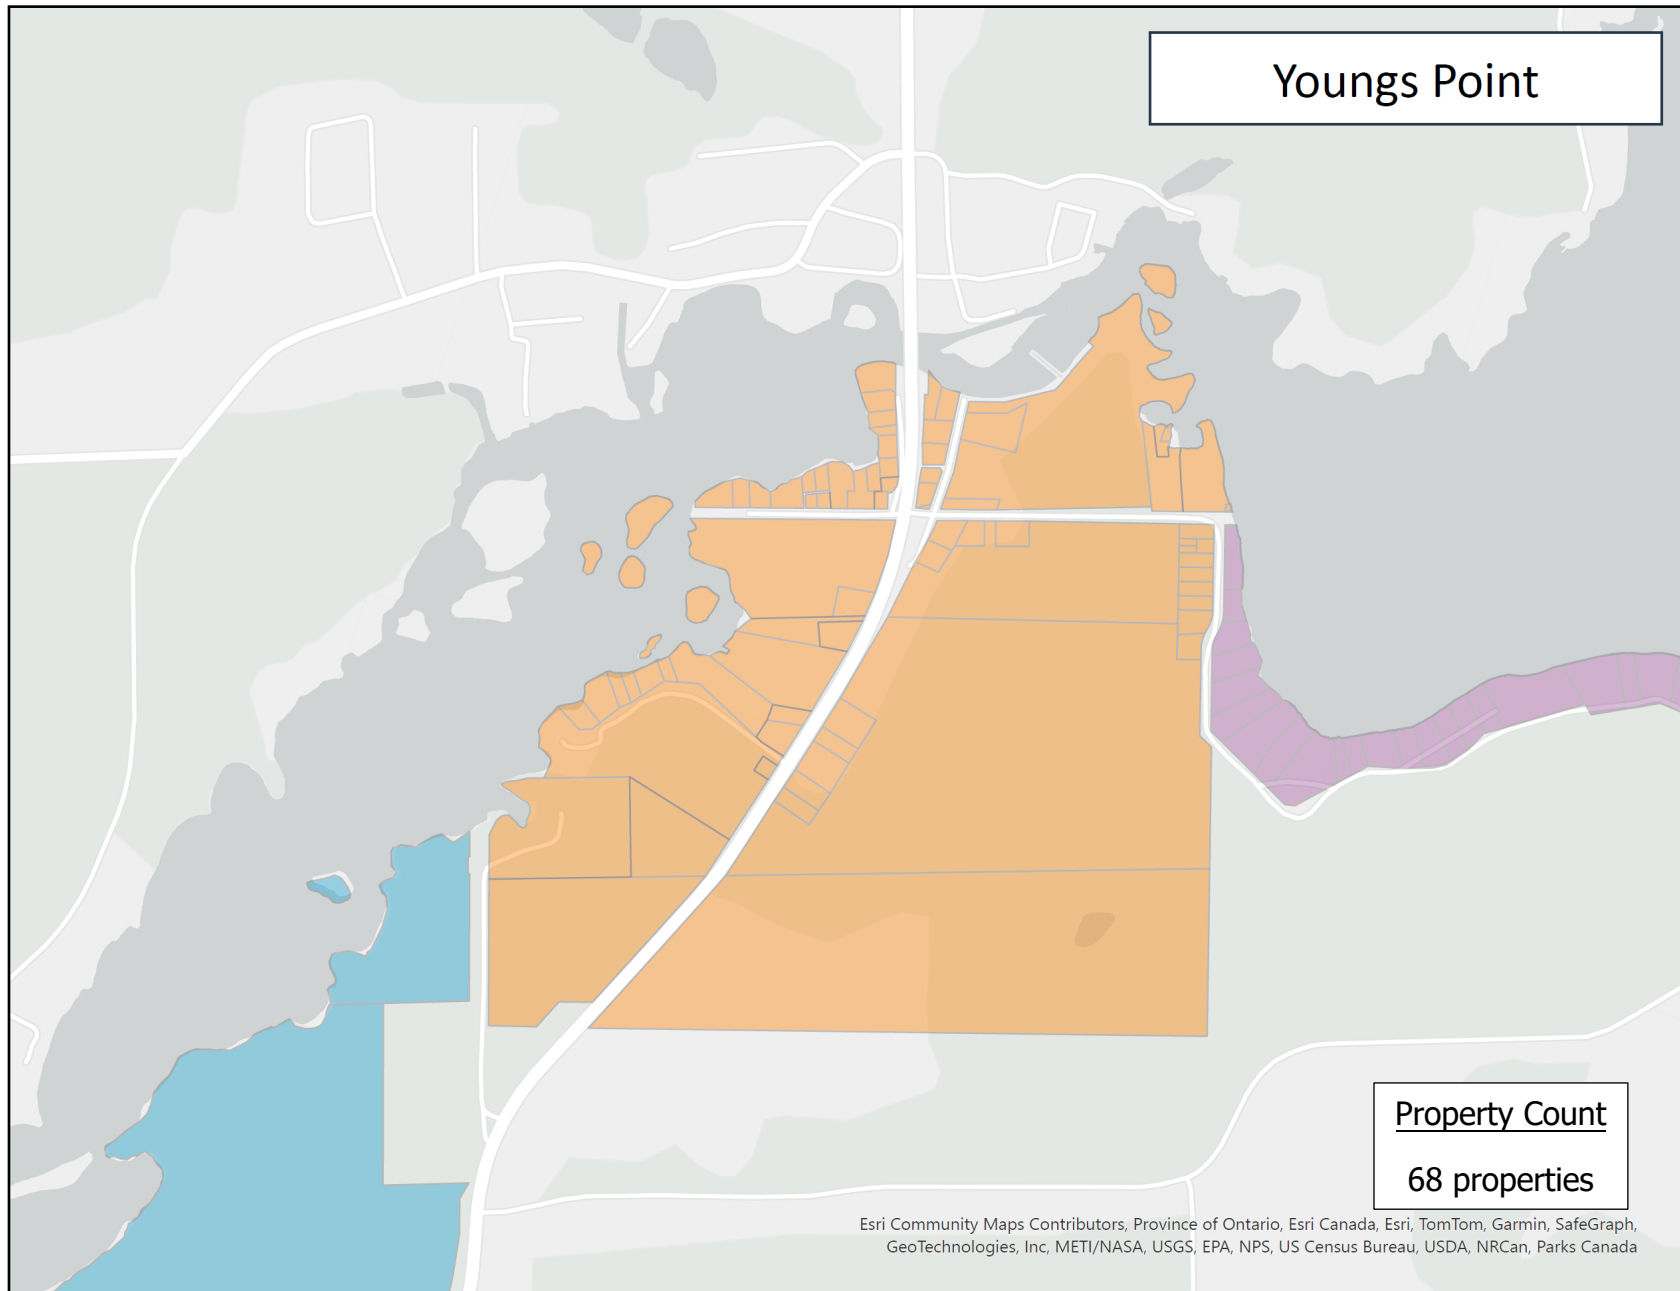 Youngs Point
Property Count
68 properties
Esri Community Maps Contributors, Province of Ontario, Esri Canada, Esri, TomTom, Garmin, SafeGraph,
GeoTechnologies, Inc, METI/NASA, USGS, EPA, NPS, US Census Bureau, USDA, NRCan, Parks Canada